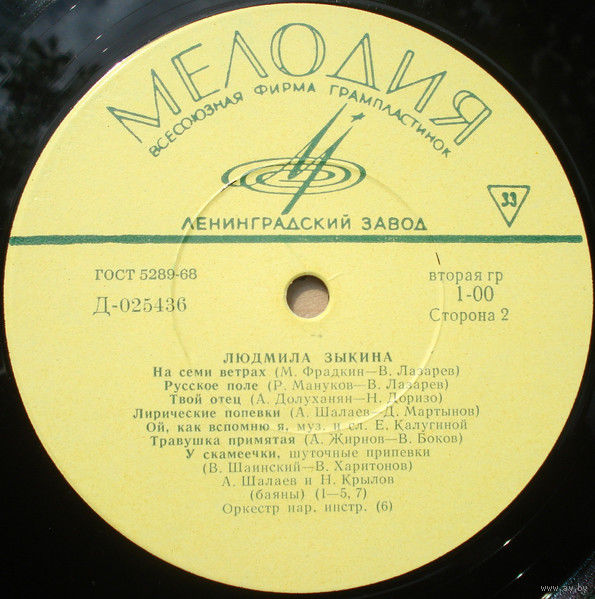 МЕЛОДИЯ
ВСЕСОЮЗНАЯ ФИРМА ГРАМПЛАСТИНОК
33
ЛЕНИНГРАДСКИЙ ЗАВОД
ГОСТ 5289-68
Д-025436
вторая гр
1-00
Сторона 2
ЛЮДМИЛА ЗЫКИНА
На семи ветрах (М. Фрадкин—В. Лазарев)
Русское поле (Р. Мануков—В. Лазарев)
Твой отец (А. Долуханян—Н. Доризо)
Лирические попевки (А. Шалаев—Д. Мартынов)
Ой, как вспомню я, муз. и сл. Е. Калугиной
Травушка примятая (А. Жирнов—В. Боков)
У скамеечки, шуточные припевки
(В. Шаинский—В. Харитонов)
А. Шалаев и Н. Крылов
(баяны) (1—5, 7)
Оркестр нар. инстр. (6)
www.ay.by